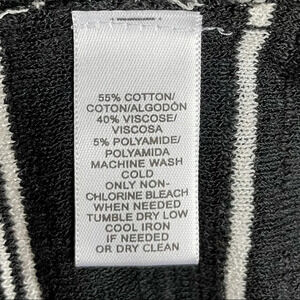 55% COTTON/
COTON/ALGODÓN
40% VISCOSE/
VISCOSA
5% POLYAMIDE/
POLYAMIDA
MACHINE WASH
COLD
ONLY NON-
CHLORINE BLEACH
WHEN NEEDED
TUMBLE DRY LOW
COOL IRON
IF NEEDED
OR DRY CLEAN